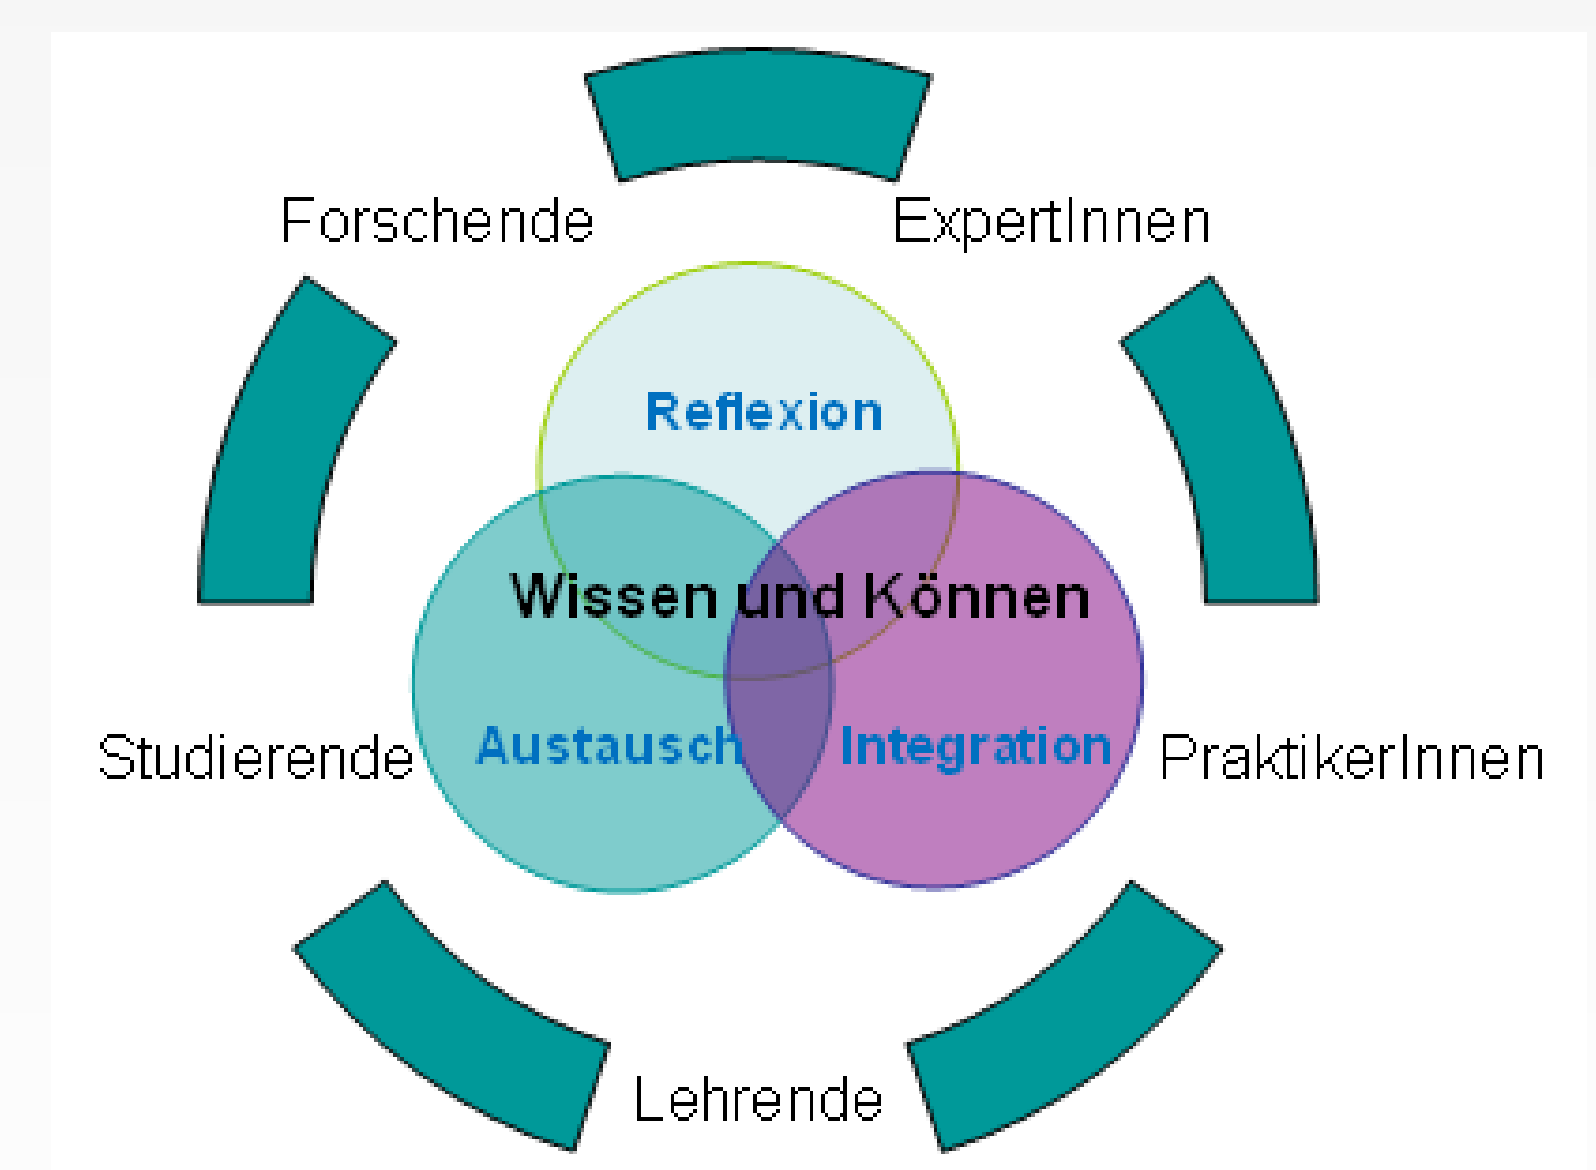 Forschende
ExpertInnen
Reflexion
Wissen und Können
Austausch
Integration
Studierende
PraktikerInnen
Lehrende